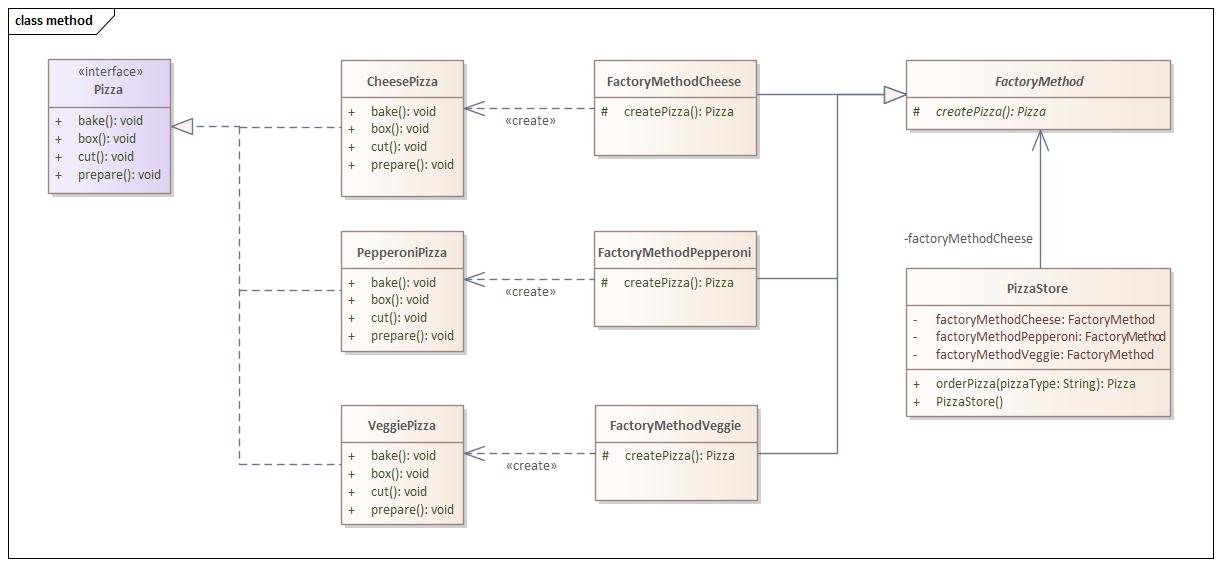 class method
«interface»
Pizza
+ bake(): void
+ box(): void
+ cut(): void
+ prepare(): void
CheesePizza
+ bake(): void
+ box(): void
+ cut(): void
+ prepare(): void
«create»
FactoryMethodCheese
# createPizza(): Pizza
FactoryMethod
# createPizza(): Pizza
PepperoniPizza
+ bake(): void
+ box(): void
+ cut(): void
+ prepare(): void
«create»
FactoryMethodPepperoni
# createPizza(): Pizza
-factoryMethodCheese
PizzaStore
- factoryMethodCheese: FactoryMethod
- factoryMethodPepperoni: FactoryMethod
- factoryMethodVeggie: FactoryMethod
+ orderPizza(pizzaType: String): Pizza
+ PizzaStore()
VeggiePizza
+ bake(): void
+ box(): void
+ cut(): void
+ prepare(): void
«create»
FactoryMethodVeggie
# createPizza(): Pizza